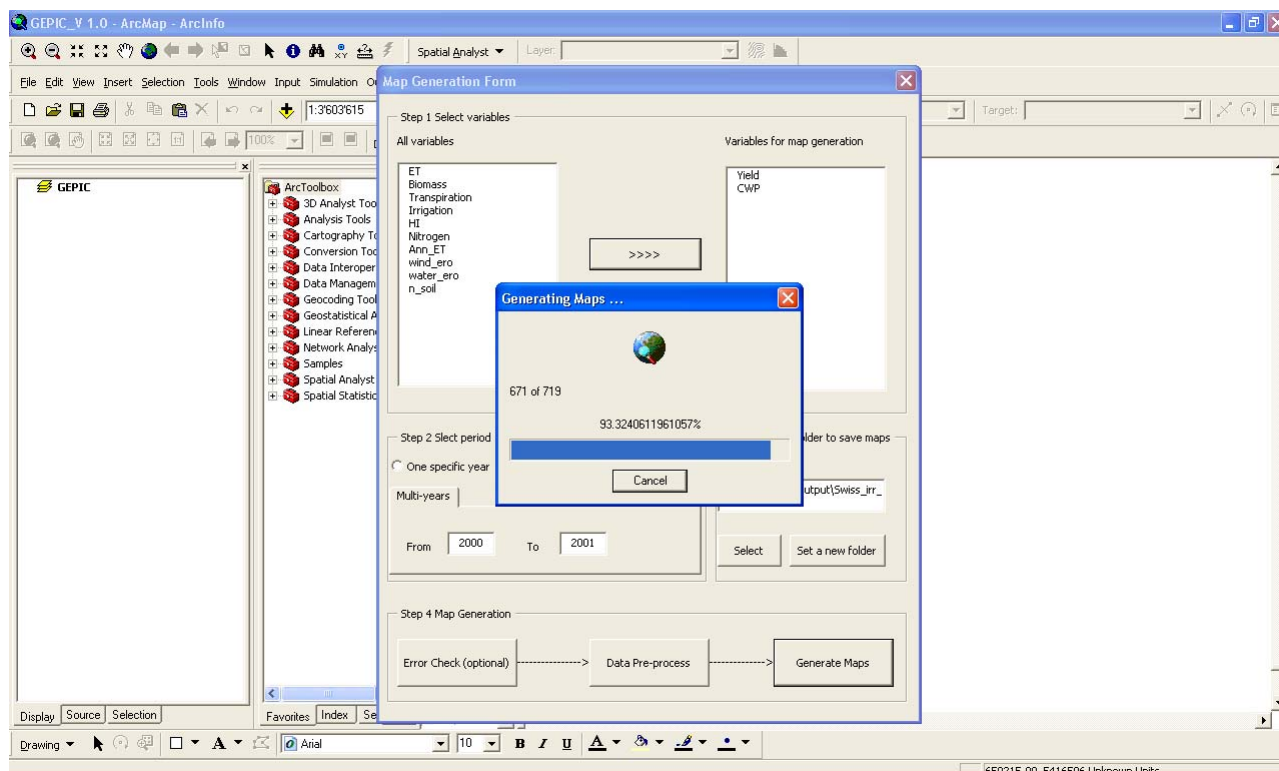 GEPIC_V 1.0 - ArcMap - ArcInfo
Spatial Analyst
Layer:
File Edit View Insert Selection Tools Window Input Simulation
1:3'603'615
Target:
100%
GEPIC
ArcToolbox
3D Analyst Too
Analysis Tools
Cartography To
Conversion Too
Data Interoper
Data Managem
Geocoding Tool
Geostatistical A
Linear Referen
Network Analys
Samples
Spatial Analyst
Spatial Statistic
Map Generation Form
Step 1 Select variables
All variables
Variables for map generation
ET
Biomass
Transpiration
Irrigation
HI
Nitrogen
Ann_ET
wind_ero
water_ero
n_soil
>>>>
Yield
CWP
Generating Maps ...
671 of 719
93.3240611961057%
Cancel
Step 2 Slect period
One specific year
Multi-years
From 2000 To 2001
lder to save maps
utput\Swiss_irr_
Select
Set a new folder
Step 4 Map Generation
Error Check (optional) ---------------> Data Pre-process -------------> Generate Maps
Display Source Selection
Favorites Index Se
Drawing
A
Arial
10
B I U A